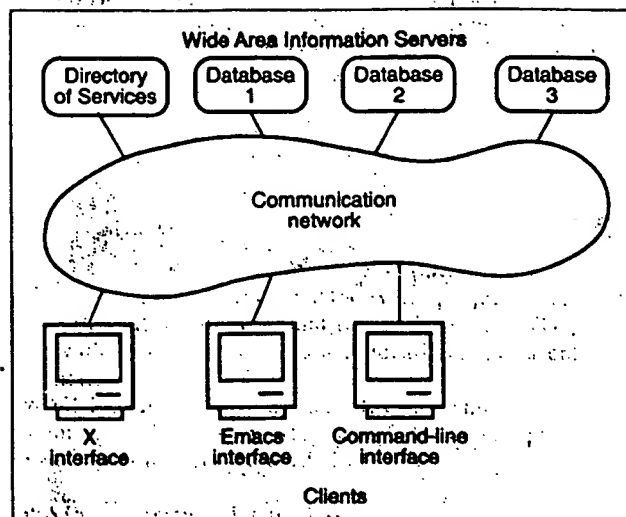 Wide Area Information Servers
Directory
of Services
Database
1
Database
2
Database
3
Communication
network
X
interface
Emacs
interface
Command-line
interface
Clients